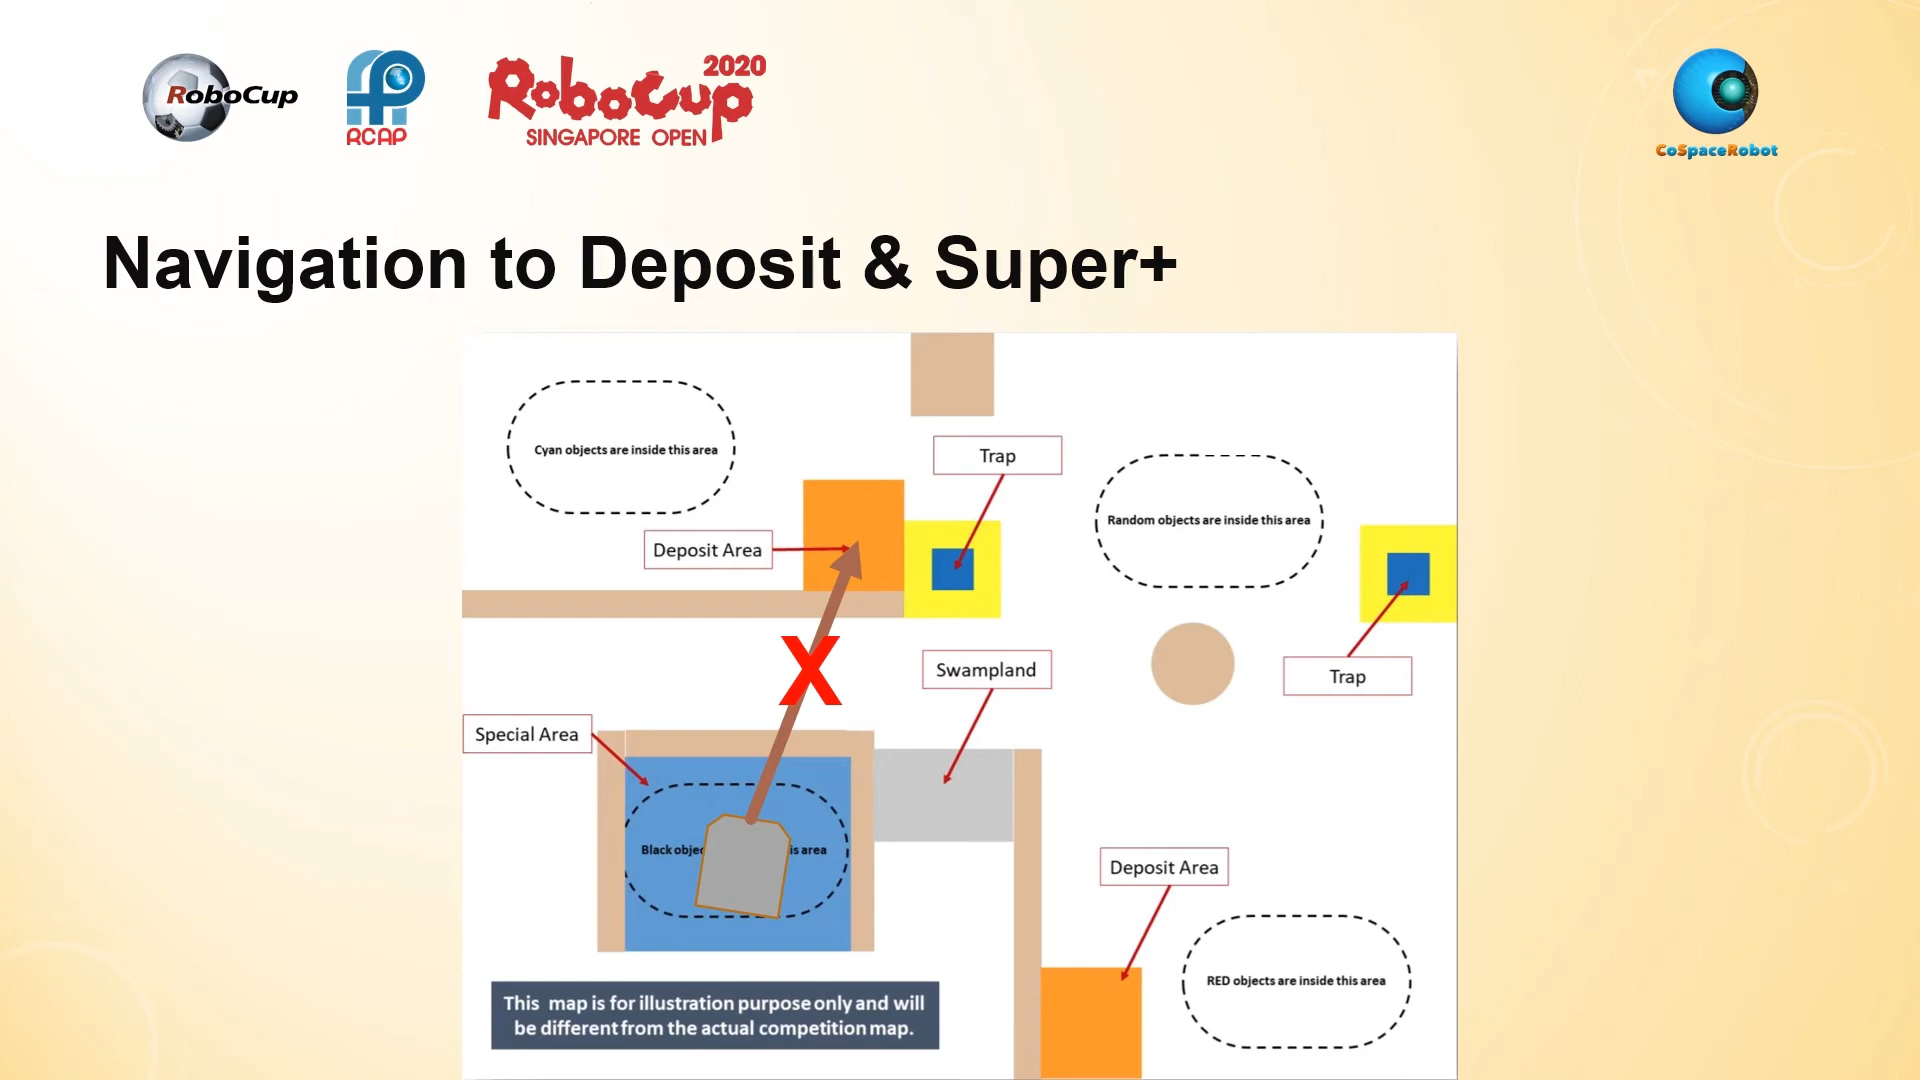 RoboCup
RCAP
RoboCup 2020
SINGAPORE OPEN
CoSpaceRobot
Navigation to Deposit & Super+
Cyan objects are inside this area
Trap
Random objects are inside this area
Deposit Area
X
Swampland
Trap
Special Area
Black objec
is area
Deposit Area
RED objects are inside this area
This map is for illustration purpose only and will
be different from the actual competition map.